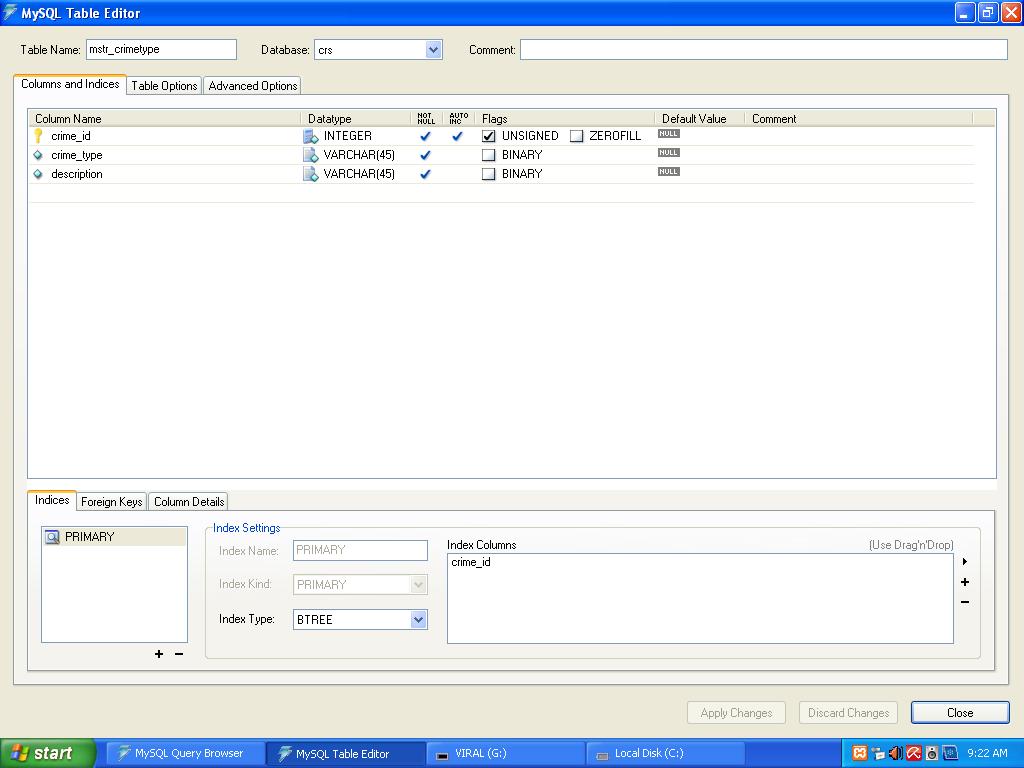 MySQL Table Editor
Table Name: mstr_crimetype Database: crs Comment:
Columns and Indices Table Options Advanced Options
Column Name Datatype NOT NULL AUTO INC Flags Default Value Comment
crime_id INTEGER UNSIGNED ZEROFILL NULL
crime_type VARCHAR(45) BINARY NULL
description VARCHAR(45) BINARY NULL
Indices Foreign Keys Column Details
PRIMARY
Index Settings
Index Name: PRIMARY
Index Kind: PRIMARY
Index Type: BTREE
Index Columns (Use Drag'n'Drop)
crime_id
+ −
+
−
Apply Changes Discard Changes Close
start MySQL Query Browser MySQL Table Editor VIRAL (G:) Local Disk (C:) 9:22 AM